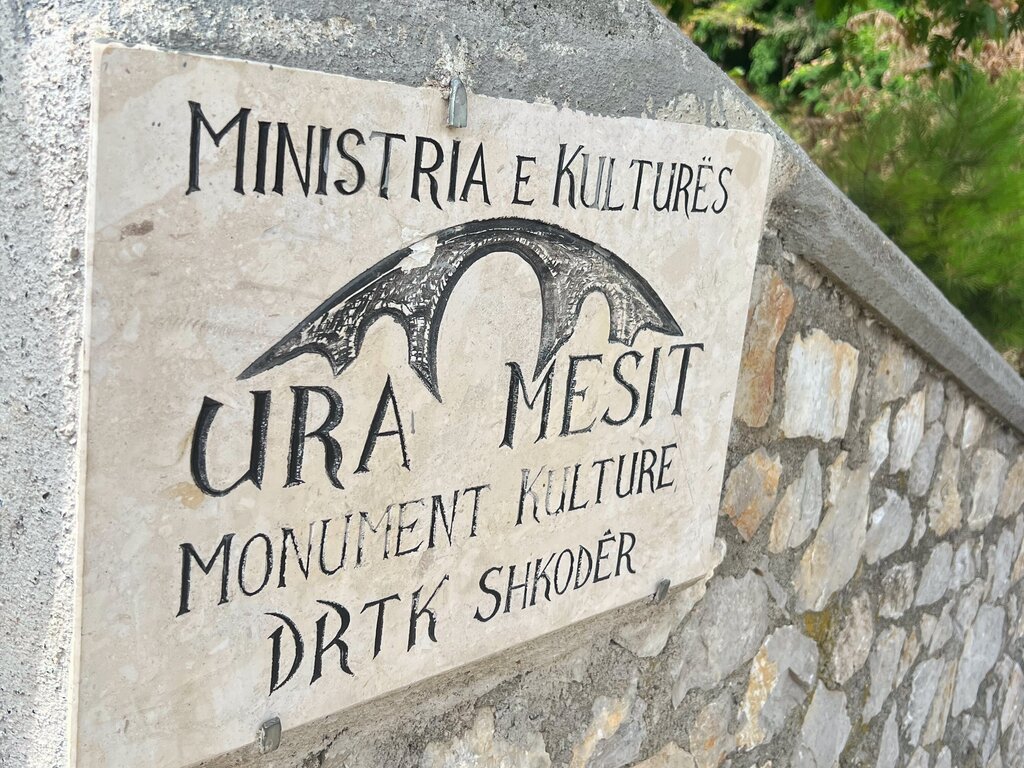 MINISTRIA E KULTURËS
URA MESIT
MONUMENT KULTURE
DRTK SHKODËR